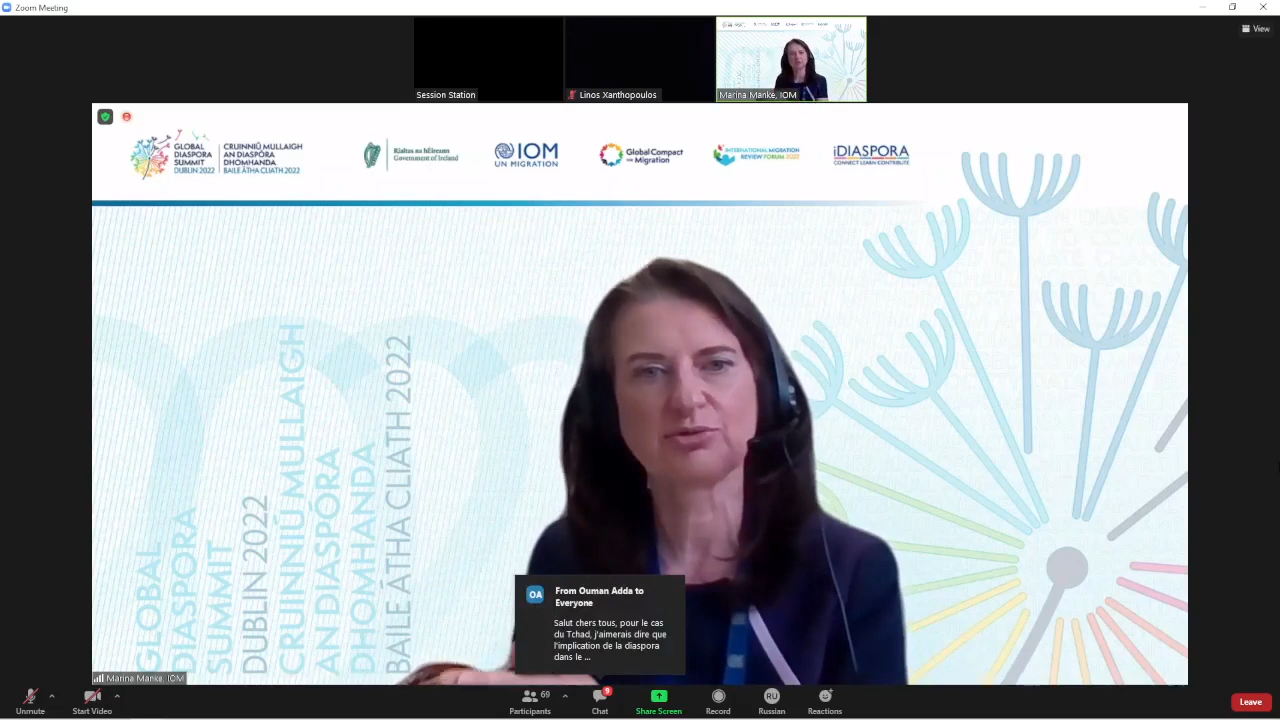 Zoom Meeting
View
Session Station
Linos Xanthopoulos
Marina Manke, IOM
GLOBAL
DIASPORA
SUMMIT
DUBLIN 2022
CRUINNIÚ MULLAIGH
AN DIASPÓRA
DHOMHANDA
BAILE ÁTHA CLIATH 2022
Rialtas na hÉireann
Government of Ireland
IOM
UN MIGRATION
Global Compact
Migration
INTERNATIONAL MIGRATION
REVIEW FORUM 2022
iDIASPORA
CONNECT LEARN CONTRIBUTE
GLOBAL
DIASPORA
SUMMIT
DUBLIN 2022
CRUINNIÚ MULLAIGH
AN DIASPÓRA
DHOMHANDA
BAILE ÁTHA CLIATH 2022
OA
From Ouman Adda to
Everyone
Salut chers tous, pour le cas
du Tchad, j'aimerais dire que
l'implication de la diaspora
dans le ...
Marina Manke, IOM
Unmute
Start Video
69
Participants
9
Chat
Share Screen
Record
RU
Russian
Reactions
Leave